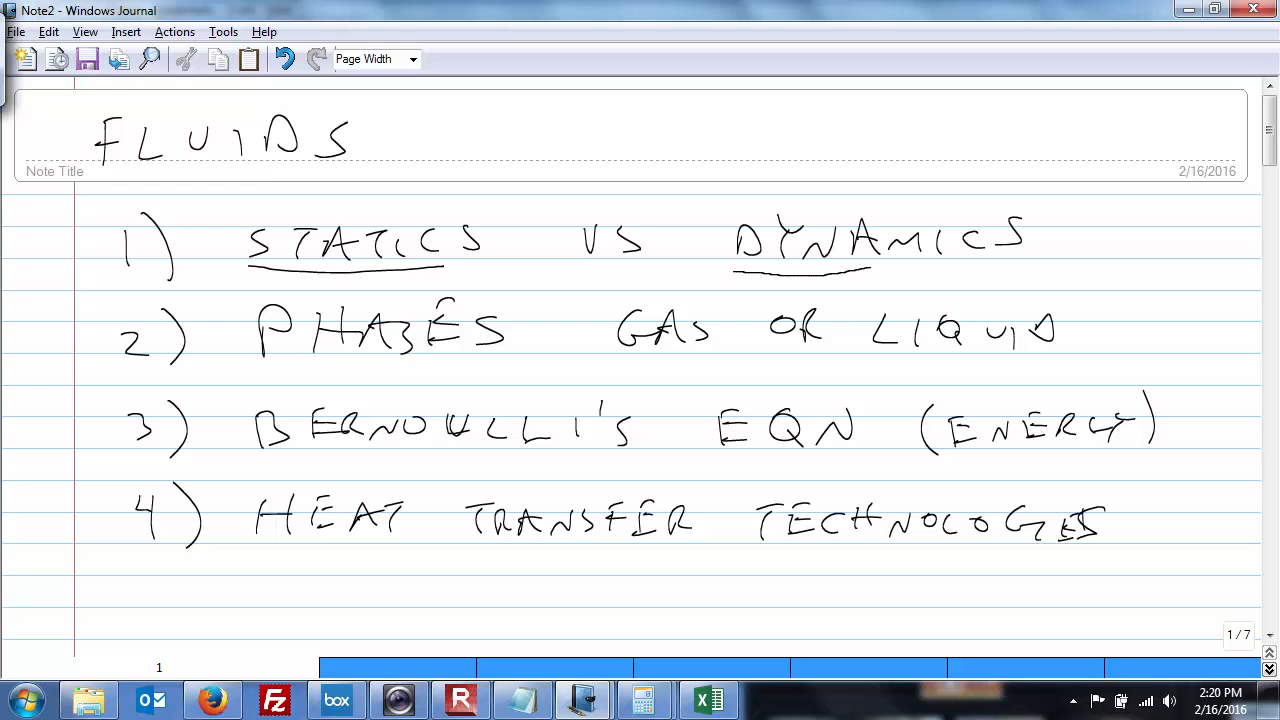 Note2 - Windows Journal
File Edit View Insert Actions Tools Help
Page Width
FLUIDS
Note Title
2/16/2016
1) STATICS VS DYNAMICS
2) PHASES GAS OR LIQUID
3) BERNOULLI'S EQN (ENERGY)
4) HEAT TRANSFER TECHNOLOGIES
1 / 7
1
box
2:20 PM
2/16/2016